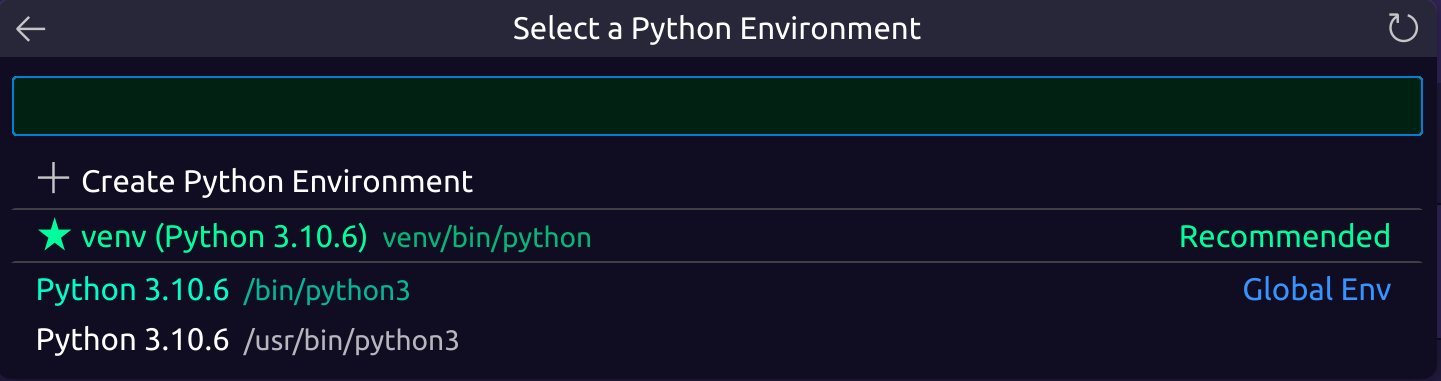 Select a Python Environment
Create Python Environment
★ venv (Python 3.10.6) venv/bin/python Recommended
Python 3.10.6 /bin/python3 Global Env
Python 3.10.6 /usr/bin/python3